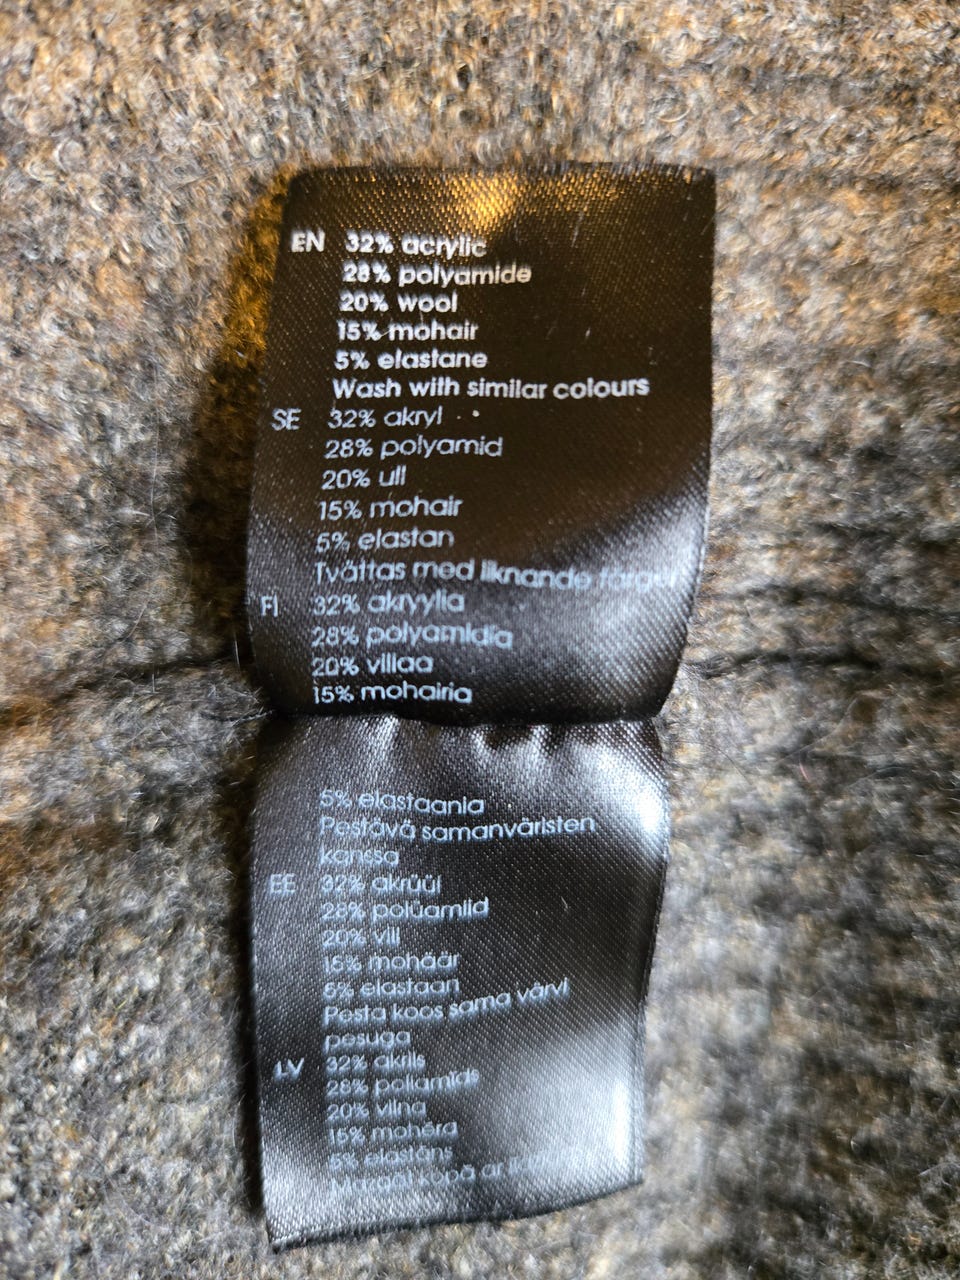 EN 32% acrylic
28% polyamide
20% wool
15% mohair
5% elastane
Wash with similar colours
SE 32% akryl
28% polyamid
20% ull
15% mohair
5% elastan
Tvättas med liknande färger
FI 32% akryylia
28% polyamidia
20% villaa
15% mohairia
5% elastaania
Pestävä samanväristen
kanssa
EE 32% akrüül
28% polüamiid
20% vill
15% mohäär
5% elastaan
Pesta koos sama värvi
pesuga
LV 32% akrils
28% poliamīds
20% vilna
15% mohēra
5% elastāns
Mazgāt kopā ar